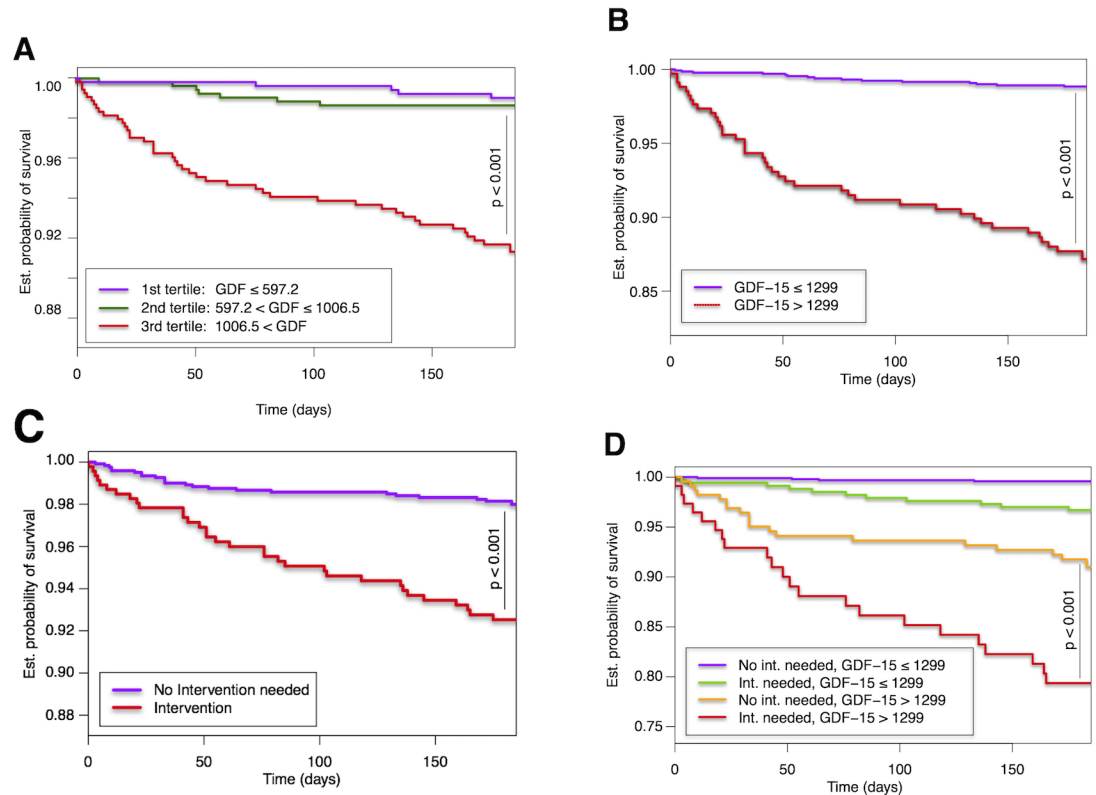 A
Est. probability of survival
1.00
0.96
0.92
0.88
p < 0.001
1st tertile: GDF ≤ 597.2
2nd tertile: 597.2 < GDF ≤ 1006.5
3rd tertile: 1006.5 < GDF
0 50 100 150
Time (days)
B
Est. probability of survival
1.00
0.95
0.90
0.85
p < 0.001
GDF−15 ≤ 1299
GDF−15 > 1299
0 50 100 150
Time (days)
C
Est. probability of survival
1.00
0.98
0.96
0.94
0.92
0.90
0.88
p < 0.001
No Intervention needed
Intervention
0 50 100 150
Time (days)
D
Est. probability of survival
1.00
0.95
0.90
0.85
0.80
0.75
p < 0.001
No int. needed, GDF−15 ≤ 1299
Int. needed, GDF−15 ≤ 1299
No int. needed, GDF−15 > 1299
Int. needed, GDF−15 > 1299
0 50 100 150
Time (days)